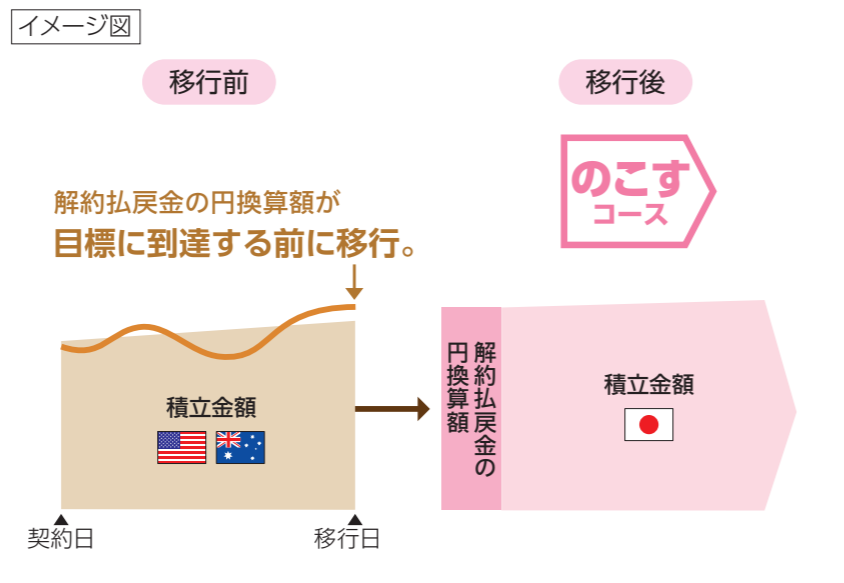 イメージ図
移行前
解約払戻金の円換算額が
目標に到達する前に移行。
積立金額
契約日
移行日
移行後
のこす
コース
解約払戻金の
円換算額
積立金額